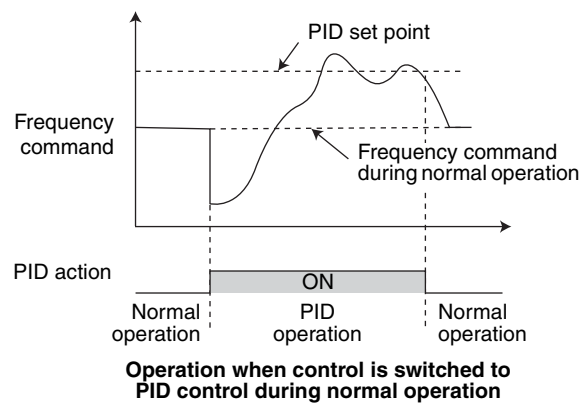 PID set point
Frequency
command
Frequency command
during normal operation
PID action
ON
Normal
operation
PID
operation
Normal
operation
Operation when control is switched to
PID control during normal operation